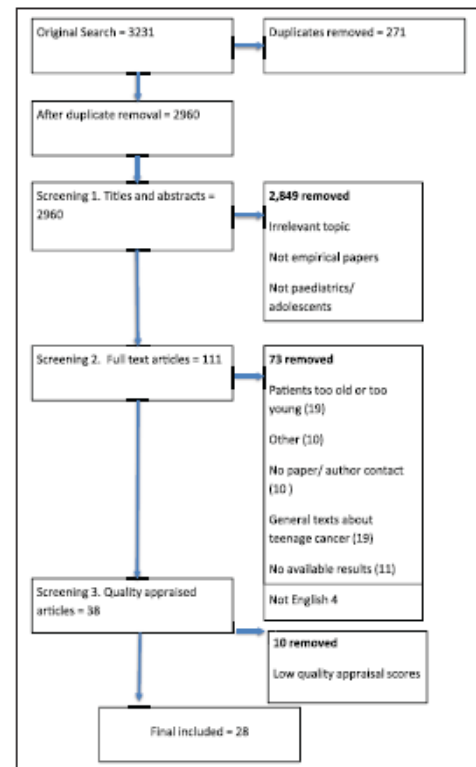 Original Search = 3231
Duplicates removed = 271
After duplicate removal = 2960
Screening 1. Titles and abstracts =
2960
2,849 removed
Irrelevant topic
Not empirical papers
Not paediatrics/
adolescents
Screening 2. Full text articles = 111
73 removed
Patients too old or too
young (19)
Other (10)
No paper/ author contact
(10 )
General texts about
teenage cancer (19)
No available results (11)
Not English 4
Screening 3. Quality appraised
articles = 38
10 removed
Low quality appraisal scores
Final included = 28